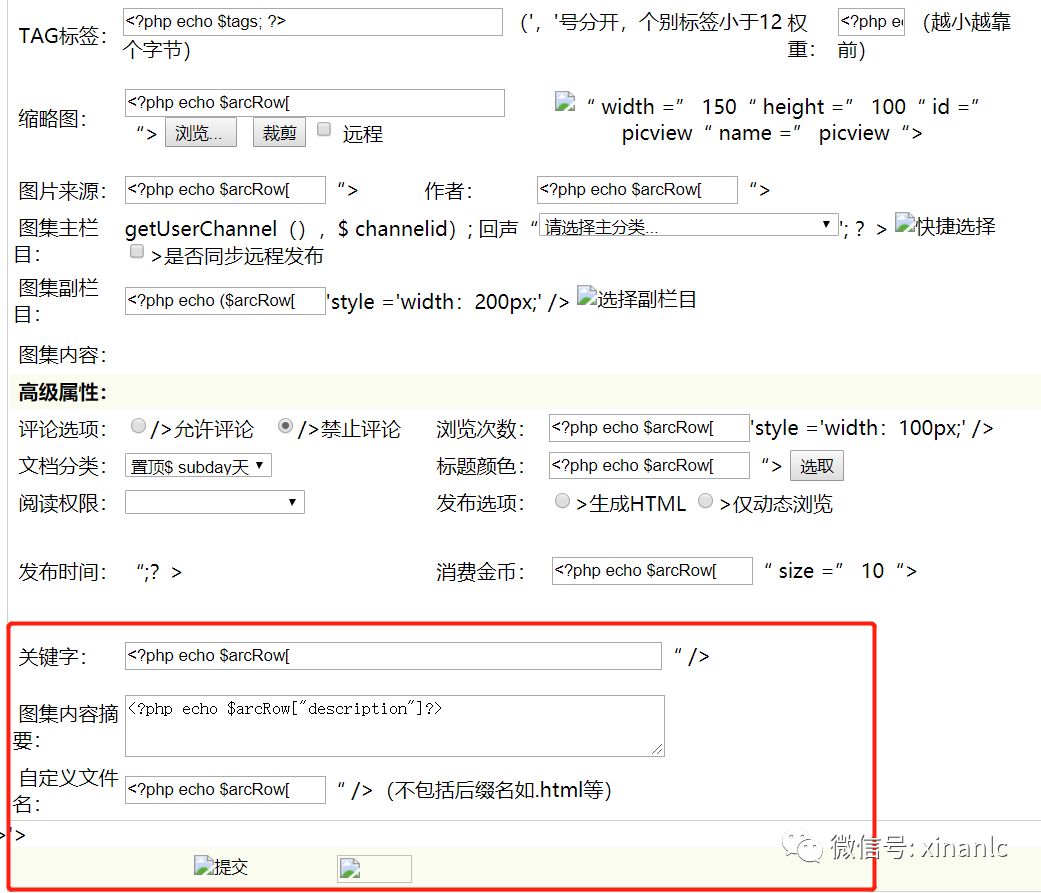 TAG标签： <?php echo $tags; ?> （'，'号分开，个别标签小于12个字节） 权重： <?php e （越小越靠前）
缩略图： <?php echo $arcRow[ “> 浏览... 裁剪 远程 “ width =” 150 “ height =” 100 “ id =” picview “ name =” picview “>
图片来源： <?php echo $arcRow[ “> 作者： <?php echo $arcRow[ “>
图集主栏目： getUserChannel（），$ channelid）; 回声 “ 请选择主分类... '; ？> 快捷选择
>是否同步远程发布
图集副栏目： <?php echo ($arcRow[ 'style ='width：200px;' /> 选择副栏目
图集内容：
高级属性：
评论选项： />允许评论 />禁止评论 浏览次数： <?php echo $arcRow[ 'style ='width：100px;' />
文档分类： 置顶$ subday天 标题颜色： <?php echo $arcRow[ “> 选取
阅读权限： 发布选项： >生成HTML >仅动态浏览
发布时间： “;? > 消费金币： <?php echo $arcRow[ “ size =” 10 “>
关键字： <?php echo $arcRow[ “ />
图集内容摘要： <?php echo $arcRow["description"]?>
自定义文件名： <?php echo $arcRow[ “ />（不包括后缀名如.html等）
>'>
提交
微信号: xinanlc